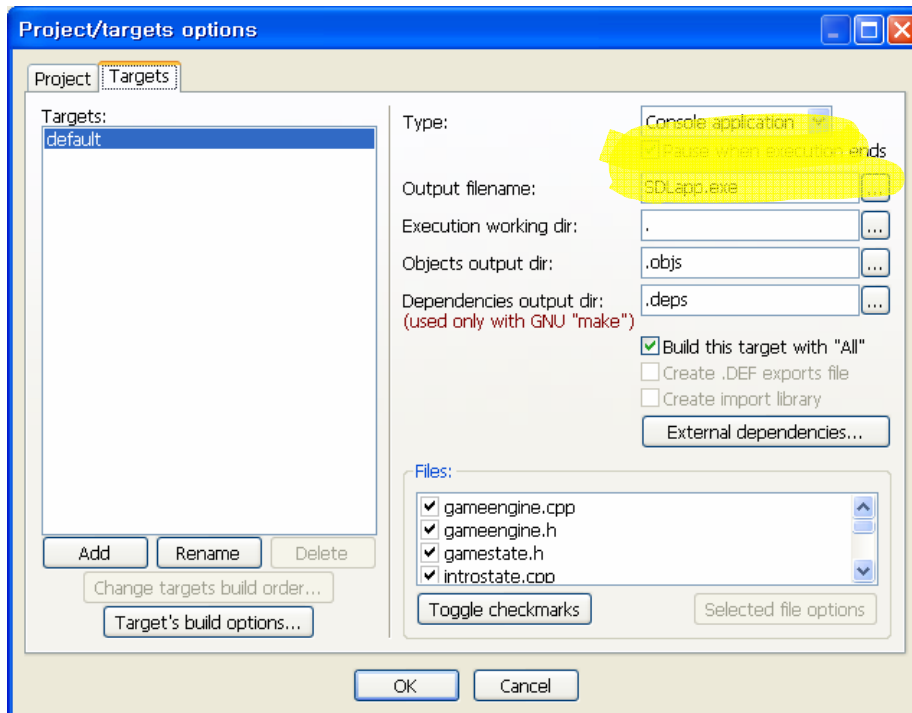 Project/targets options
Project
Targets
Targets:
default
Add
Rename
Delete
Change targets build order...
Target's build options...
Type:
Console application
Pause when execution ends
Output filename:
SDLapp.exe
...
Execution working dir:
.
...
Objects output dir:
.objs
...
Dependencies output dir:
(used only with GNU "make")
.deps
...
Build this target with "All"
Create .DEF exports file
Create import library
External dependencies...
Files:
gameengine.cpp
gameengine.h
gamestate.h
introstate.cpp
Toggle checkmarks
Selected file options
OK
Cancel